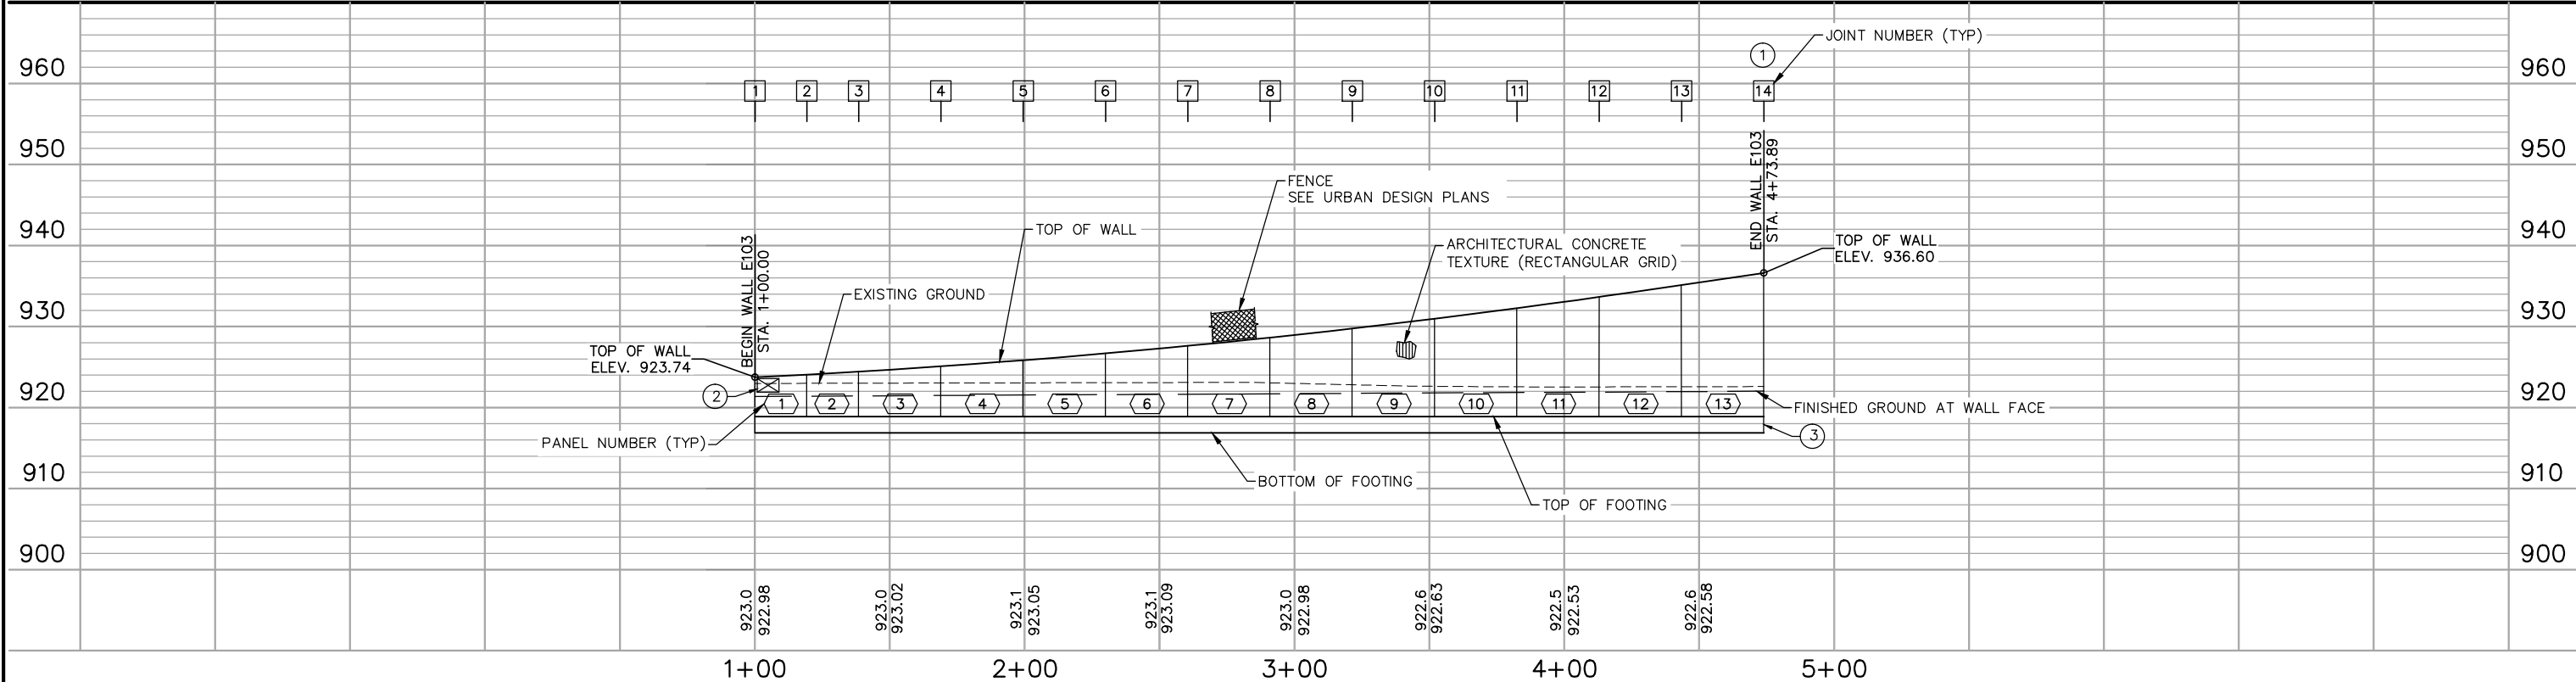 JOINT NUMBER (TYP)
1
960
960
1 2 3 4 5 6 7 8 9 10 11 12 13 14
950
950
END WALL E103
STA. 4+73.89
FENCE
SEE URBAN DESIGN PLANS
940
940
TOP OF WALL
BEGIN WALL E103
STA. 1+00.00
ARCHITECTURAL CONCRETE
TEXTURE (RECTANGULAR GRID)
TOP OF WALL
ELEV. 936.60
EXISTING GROUND
930
930
TOP OF WALL
ELEV. 923.74
920
920
2
1 2 3 4 5 6 7 8 9 10 11 12 13
FINISHED GROUND AT WALL FACE
PANEL NUMBER (TYP)
3
910
910
BOTTOM OF FOOTING
TOP OF FOOTING
900
900
923.0
922.98
923.0
923.02
923.1
923.05
923.1
923.09
923.0
922.98
922.6
922.63
922.5
922.53
922.6
922.58
1+00 2+00 3+00 4+00 5+00